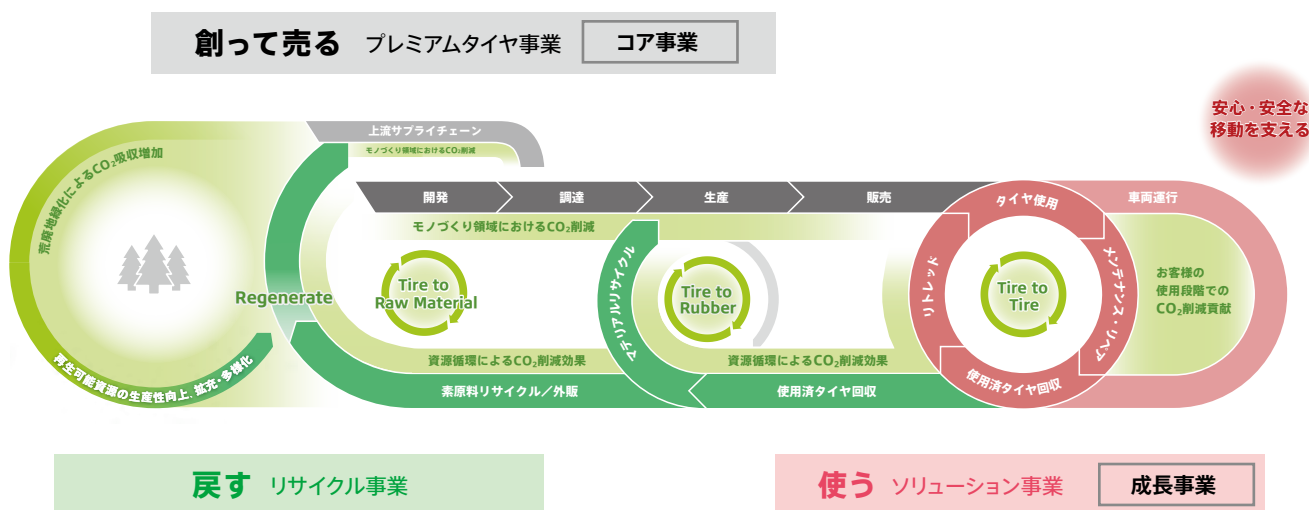 創って売る プレミアムタイヤ事業 コア事業
安心・安全な
移動を支える
上流サプライチェーン
モノづくり領域におけるCO₂削減
荒廃地緑化によるCO₂吸収増加
開発 調達 生産 販売
タイヤ使用
車両運行
モノづくり領域におけるCO₂削減
マテリアルリサイクル
リトレッド
メンテナンス・リペア
Regenerate
Tire to
Raw Material
Tire to
Rubber
Tire to
Tire
お客様の
使用段階での
CO₂削減貢献
再生可能資源の生産性向上、拡充・多様化
資源循環によるCO₂削減効果
資源循環によるCO₂削減効果
使用済タイヤ回収
素原料リサイクル／外販
使用済タイヤ回収
戻す リサイクル事業
使う ソリューション事業 成長事業